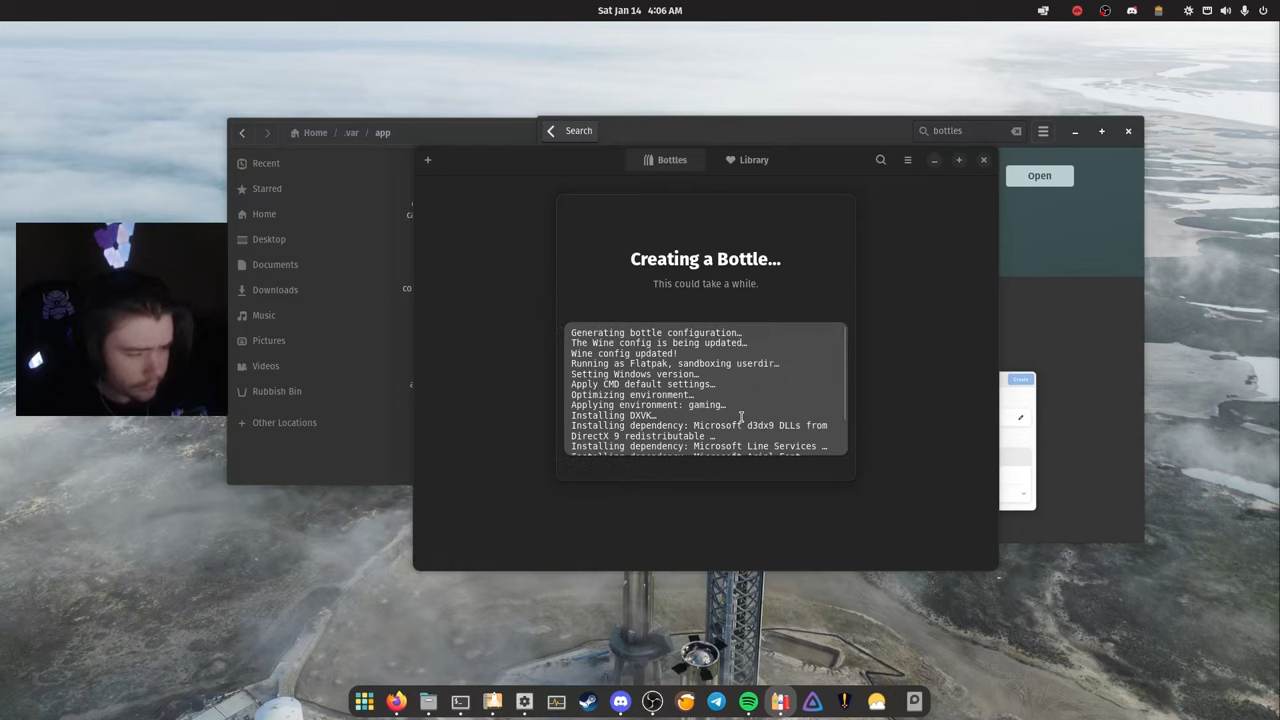 Sat Jan 14 4:06 AM
Home / .var / app
Search
bottles
Open
Bottles
Library
Recent
Starred
Home
Desktop
Documents
Downloads
Music
Pictures
Videos
Rubbish Bin
Other Locations
Creating a Bottle…
This could take a while.
Generating bottle configuration…
The Wine config is being updated…
Wine config updated!
Running as Flatpak, sandboxing userdir…
Setting Windows version…
Apply CMD default settings…
Optimizing environment…
Applying environment: gaming…
Installing DXVK…
Installing dependency: Microsoft d3dx9 DLLs from
DirectX 9 redistributable …
Installing dependency: Microsoft Line Services …
Create